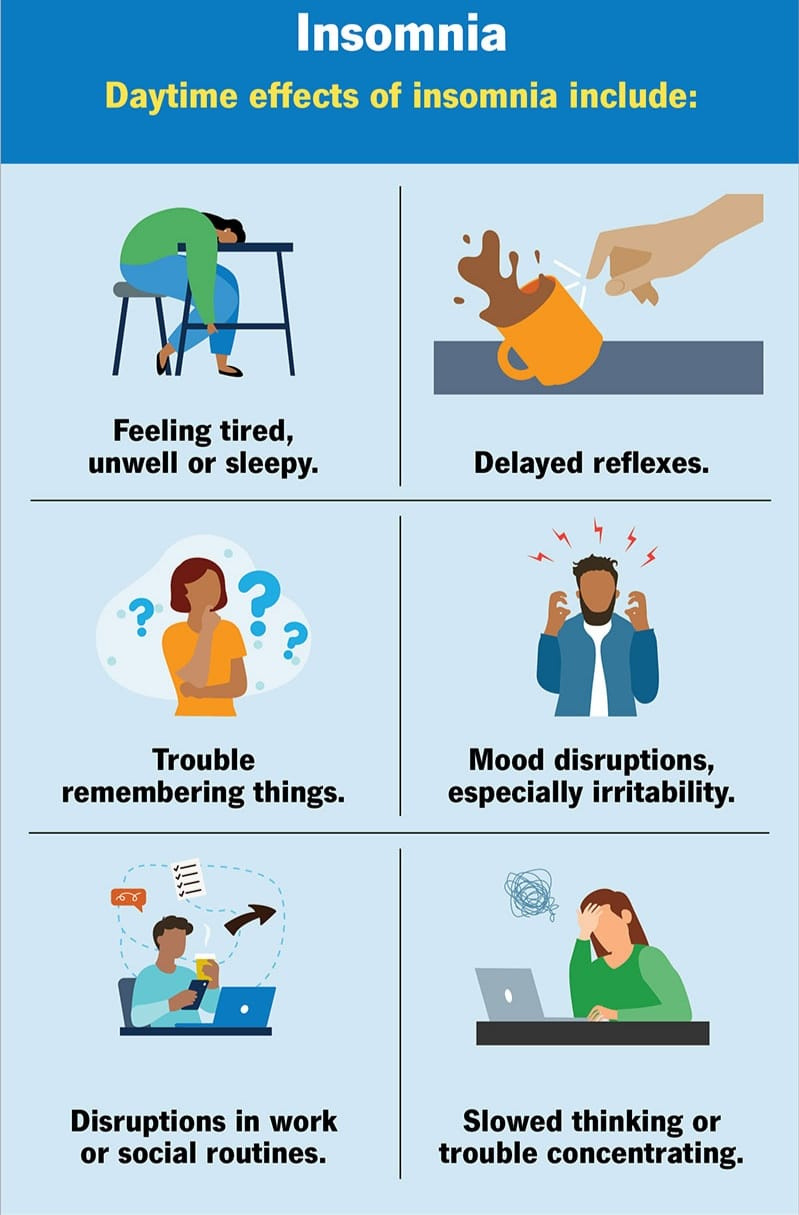 Insomnia
Daytime effects of insomnia include:
Feeling tired,
unwell or sleepy.
Delayed reflexes.
Trouble
remembering things.
Mood disruptions,
especially irritability.
Disruptions in work
or social routines.
Slowed thinking or
trouble concentrating.